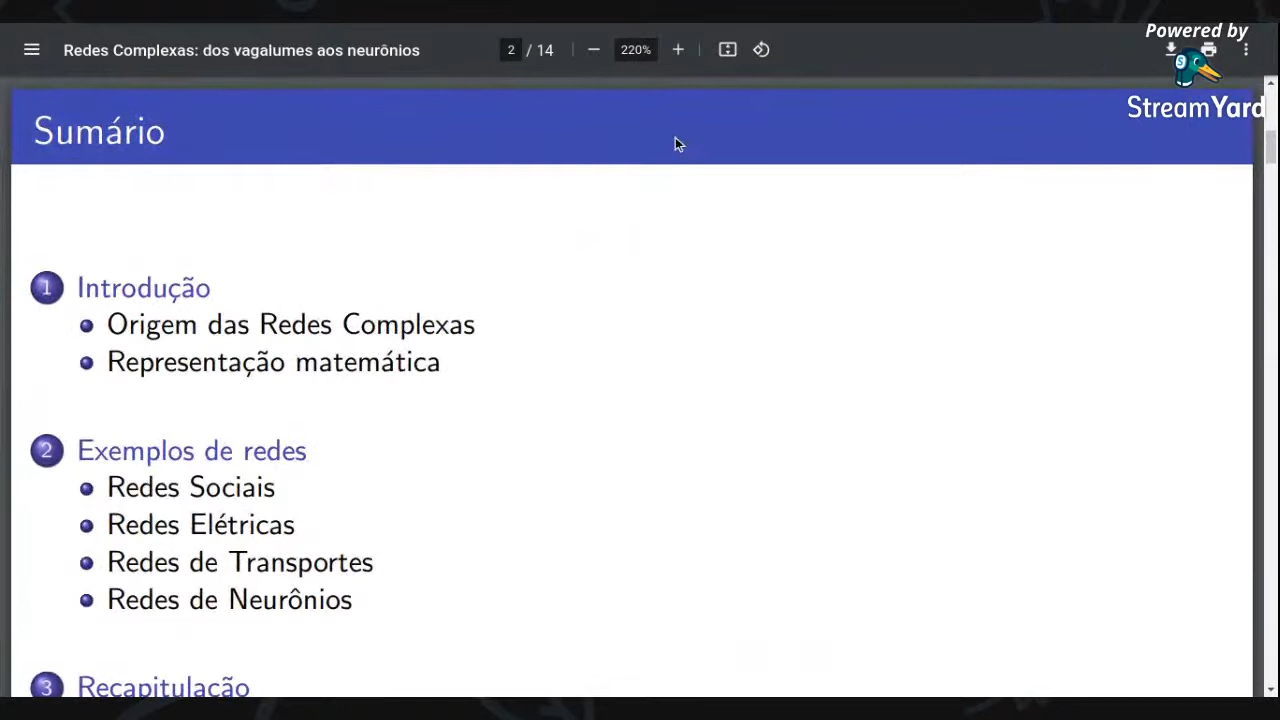 Powered by
StreamYard
Redes Complexas: dos vagalumes aos neurônios
2 / 14
220%
Sumário
1 Introdução
Origem das Redes Complexas
Representação matemática
2 Exemplos de redes
Redes Sociais
Redes Elétricas
Redes de Transportes
Redes de Neurônios
3 Recapitulação